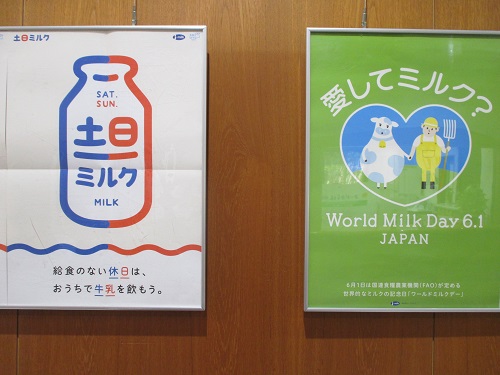 土日ミルク
SAT.
SUN.
土日
ミルク
MILK
給食のない休日は、
おうちで牛乳を飲もう。
愛してミルク?
World Milk Day 6.1
JAPAN
6月1日は国連食糧農業機関(FAO)が定める
世界的なミルクの記念日「ワールドミルクデー」